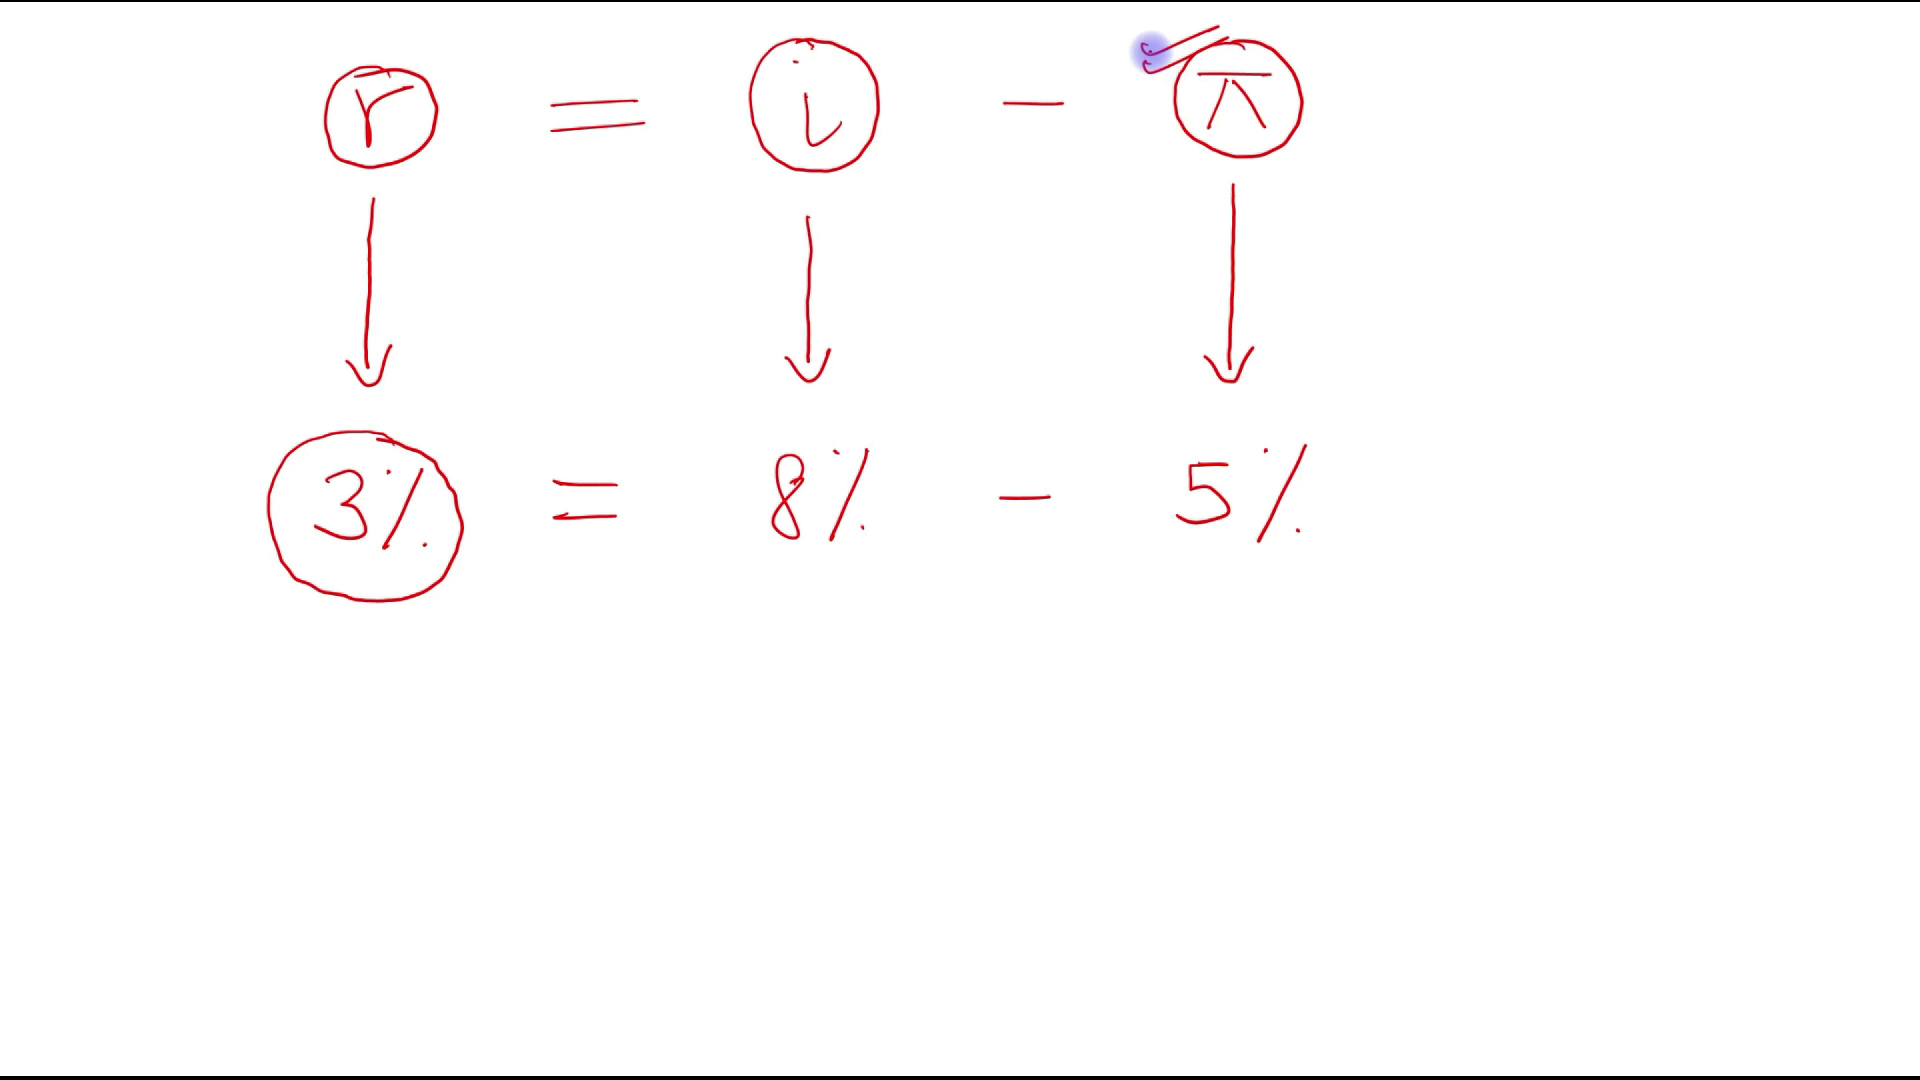 r = i - π
3% = 8% - 5%